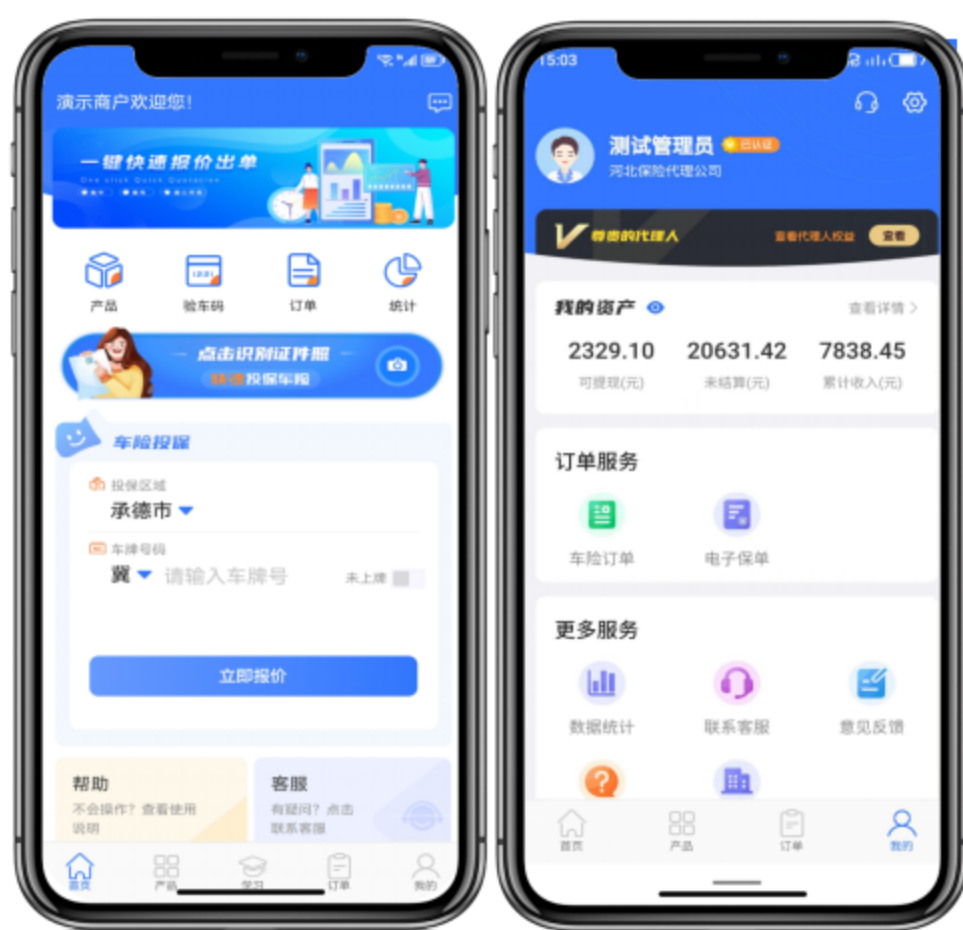 演示商户欢迎您！
一键快速报价出单
One click Quick Quotation
产品
验车码
订单
统计
点击识别证件照
快速投保车险
车险投保
投保区域
承德市
车牌号码
冀
请输入车牌号
未上牌
立即报价
帮助
不会操作？查看使用
说明
客服
有疑问？点击
联系客服
首页
产品
学习
订单
我的
15:03
测试管理员
已认证
河北保险代理公司
尊贵的代理人
查看代理人权益
查看
我的资产
查看详情
2329.10
20631.42
7838.45
可提现(元)
未结算(元)
累计收入(元)
订单服务
车险订单
电子保单
更多服务
数据统计
联系客服
意见反馈
首页
产品
订单
我的